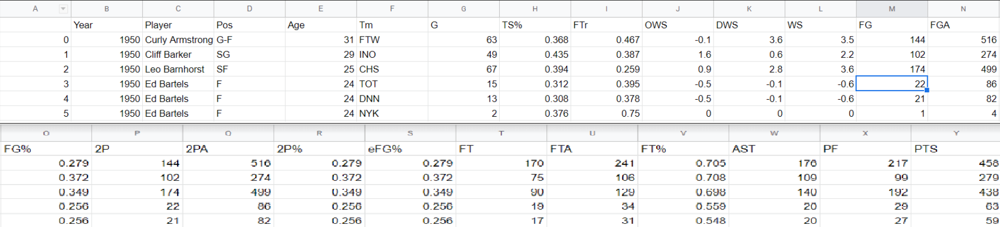 A B C D E F G H I J K L M N
Year Player Pos Age Tm G TS% FTr OWS DWS WS FG FGA
0 1950 Curly Armstrong G-F 31 FTW 63 0.368 0.467 -0.1 3.6 3.5 144 516
1 1950 Cliff Barker SG 29 INO 49 0.435 0.387 1.6 0.6 2.2 102 274
2 1950 Leo Barnhorst SF 25 CHS 67 0.394 0.259 0.9 2.8 3.6 174 499
3 1950 Ed Bartels F 24 TOT 15 0.312 0.395 -0.5 -0.1 -0.6 22 86
4 1950 Ed Bartels F 24 DNN 13 0.308 0.378 -0.5 -0.1 -0.6 21 82
5 1950 Ed Bartels F 24 NYK 2 0.376 0.75 0 0 0 1 4
O P Q R S T U V W X Y
FG% 2P 2PA 2P% eFG% FT FTA FT% AST PF PTS
0.279 144 516 0.279 0.279 170 241 0.705 176 217 458
0.372 102 274 0.372 0.372 75 106 0.708 109 99 279
0.349 174 499 0.349 0.349 90 129 0.698 140 192 438
0.256 22 86 0.256 0.256 19 34 0.559 20 29 63
0.256 21 82 0.256 0.256 17 31 0.548 20 27 59